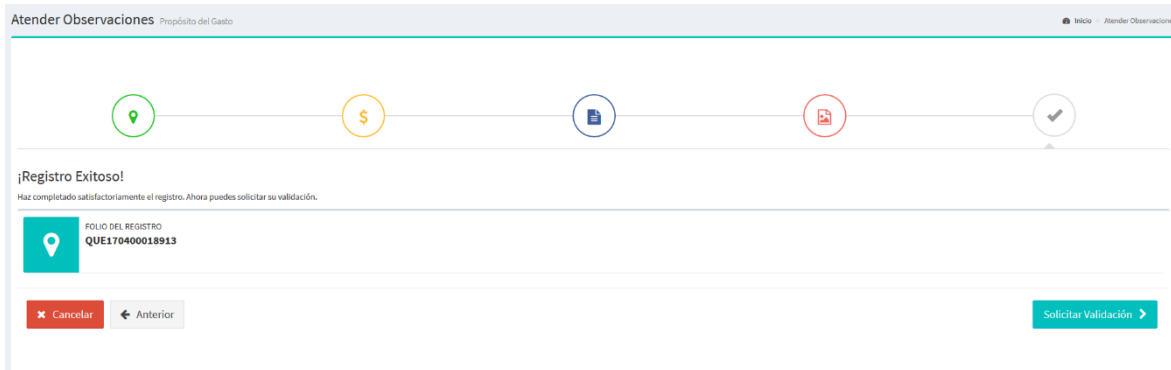 Atender Observaciones Propósito del Gasto
Inicio > Atender Observacione
¡Registro Exitoso!
Haz completado satisfactoriamente el registro. Ahora puedes solicitar su validación.
FOLIO DEL REGISTRO
QUE170400018913
Cancelar
Anterior
Solicitar Validación